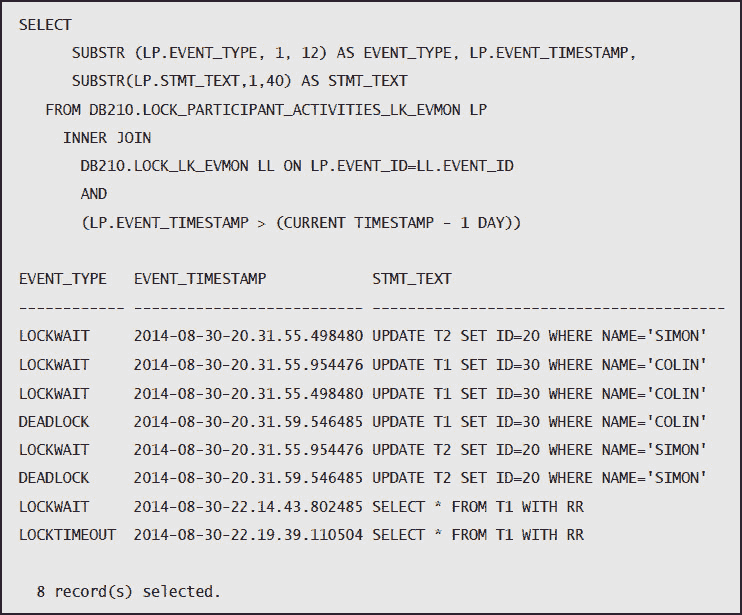 SELECT
SUBSTR (LP.EVENT_TYPE, 1, 12) AS EVENT_TYPE, LP.EVENT_TIMESTAMP,
SUBSTR(LP.STMT_TEXT,1,40) AS STMT_TEXT
FROM DB210.LOCK_PARTICIPANT_ACTIVITIES_LK_EVMON LP
INNER JOIN
DB210.LOCK_LK_EVMON LL ON LP.EVENT_ID=LL.EVENT_ID
AND
(LP.EVENT_TIMESTAMP > (CURRENT TIMESTAMP - 1 DAY))
EVENT_TYPE EVENT_TIMESTAMP STMT_TEXT
------------ -------------------------- ----------------------------------------
LOCKWAIT 2014-08-30-20.31.55.498480 UPDATE T2 SET ID=20 WHERE NAME='SIMON'
LOCKWAIT 2014-08-30-20.31.55.954476 UPDATE T1 SET ID=30 WHERE NAME='COLIN'
LOCKWAIT 2014-08-30-20.31.55.498480 UPDATE T1 SET ID=30 WHERE NAME='COLIN'
DEADLOCK 2014-08-30-20.31.59.546485 UPDATE T1 SET ID=30 WHERE NAME='COLIN'
LOCKWAIT 2014-08-30-20.31.55.954476 UPDATE T2 SET ID=20 WHERE NAME='SIMON'
DEADLOCK 2014-08-30-20.31.59.546485 UPDATE T2 SET ID=20 WHERE NAME='SIMON'
LOCKWAIT 2014-08-30-22.14.43.802485 SELECT * FROM T1 WITH RR
LOCKTIMEOUT 2014-08-30-22.19.39.110504 SELECT * FROM T1 WITH RR
8 record(s) selected.